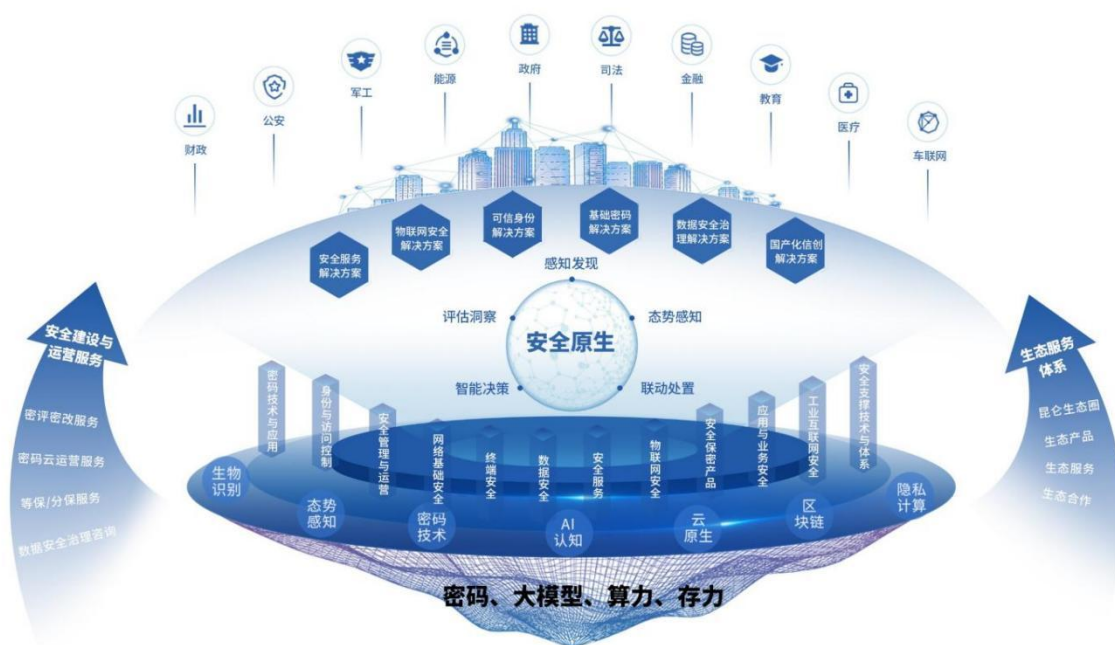 财政
公安
军工
能源
政府
司法
金融
教育
医疗
车联网
安全服务
解决方案
物联网安全
解决方案
可信身份
解决方案
基础密码
解决方案
数据安全治
理解决方案
国产化信创
解决方案
感知发现
评估洞察
态势感知
安全原生
智能决策
联动处置
安全建设与
运营服务
密评密改服务
密码云运营服务
等保/分保服务
数据安全治理咨询
生态服务
体系
昆仑生态圈
生态产品
生态服务
生态合作
密码技术与应用
身份与访问控制
安全管理与运营
网络基础安全
终端安全
数据安全
安全服务
物联网安全
安全保密产品
应用与业务安全
工业互联网安全
安全支撑技术与体系
生物
识别
态势
感知
密码
技术
AI
认知
云
原生
区
块链
隐私
计算
密码、大模型、算力、存力